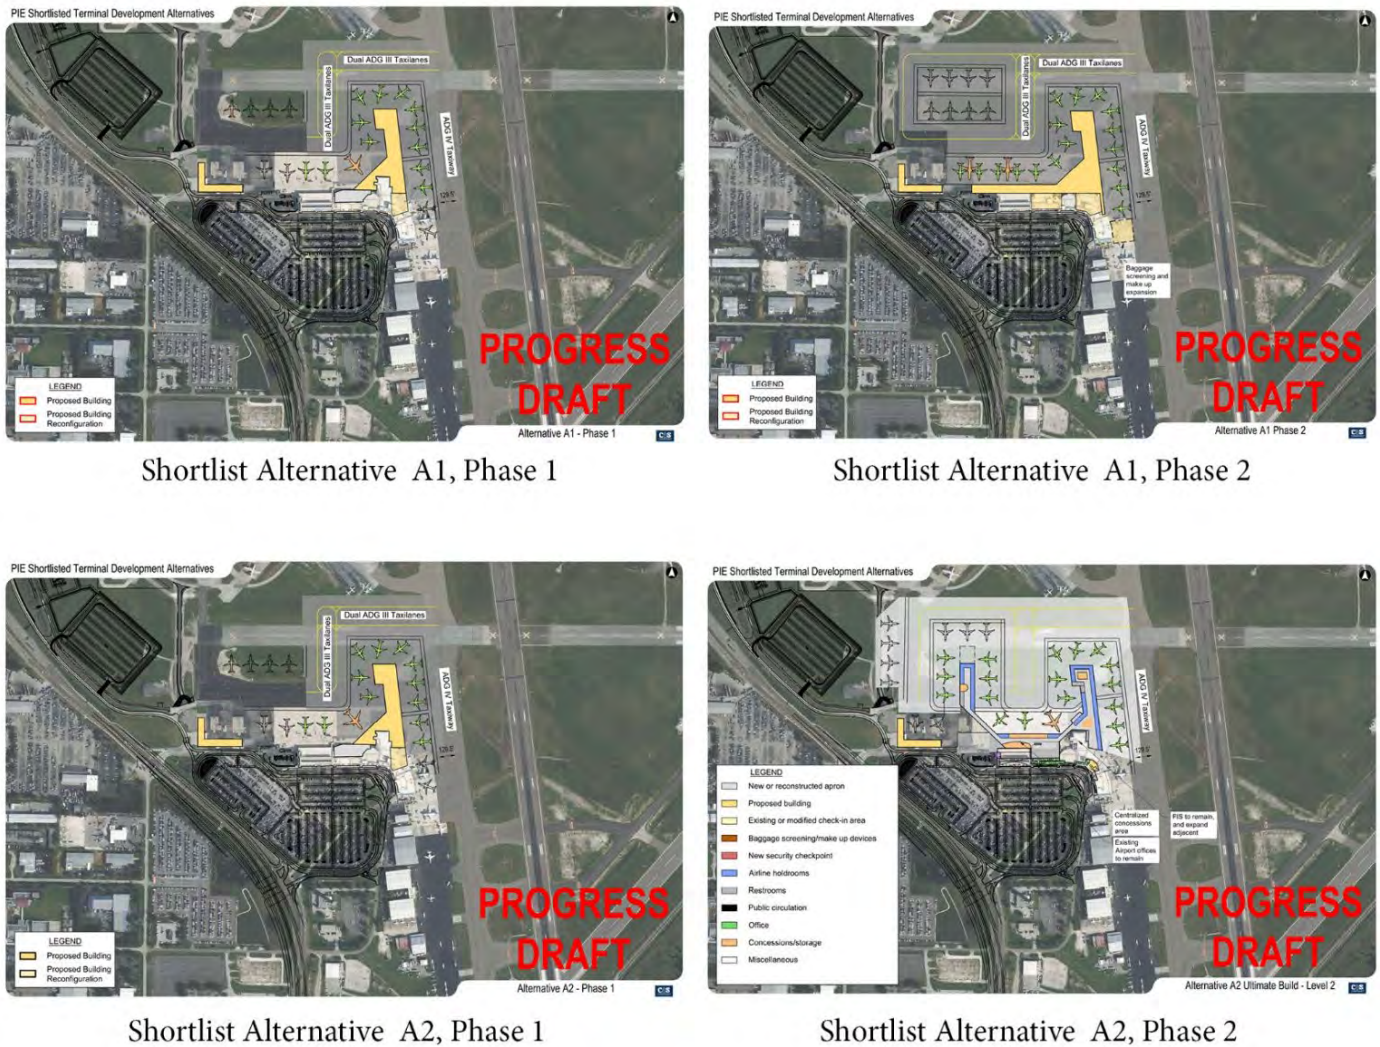 PIE Shortlisted Terminal Development Alternatives
Dual ADG III Taxilanes
Dual ADG III Taxilanes
ADG IV Taxiway
129.5'
PROGRESS
DRAFT
LEGEND
Proposed Building
Proposed Building
Reconfiguration
Alternative A1 - Phase 1
Shortlist Alternative A1, Phase 1
PIE Shortlisted Terminal Development Alternatives
Dual ADG III Taxilanes
Dual ADG III Taxilanes
ADG IV Taxiway
129.5'
Baggage
screening and
make up
expansion
PROGRESS
DRAFT
LEGEND
Proposed Building
Proposed Building
Reconfiguration
Alternative A1 Phase 2
Shortlist Alternative A1, Phase 2
PIE Shortlisted Terminal Development Alternatives
Dual ADG III Taxilanes
Dual ADG III Taxilanes
ADG IV Taxiway
129.5'
PROGRESS
DRAFT
LEGEND
Proposed Building
Proposed Building
Reconfiguration
Alternative A2 - Phase 1
Shortlist Alternative A2, Phase 1
PIE Shortlisted Terminal Development Alternatives
ADG IV Taxiway
129.5'
LEGEND
New or reconstructed apron
Proposed building
Existing or modified check-in area
Baggage screening/make up devices
New security checkpoint
Airline holdrooms
Restrooms
Public circulation
Office
Concessions/storage
Miscellaneous
Centralized
concessions
area
Existing
Airport offices
to remain
FIS to remain,
and expand
adjacent
PROGRESS
DRAFT
Alternative A2 Ultimate Build - Level 2
Shortlist Alternative A2, Phase 2